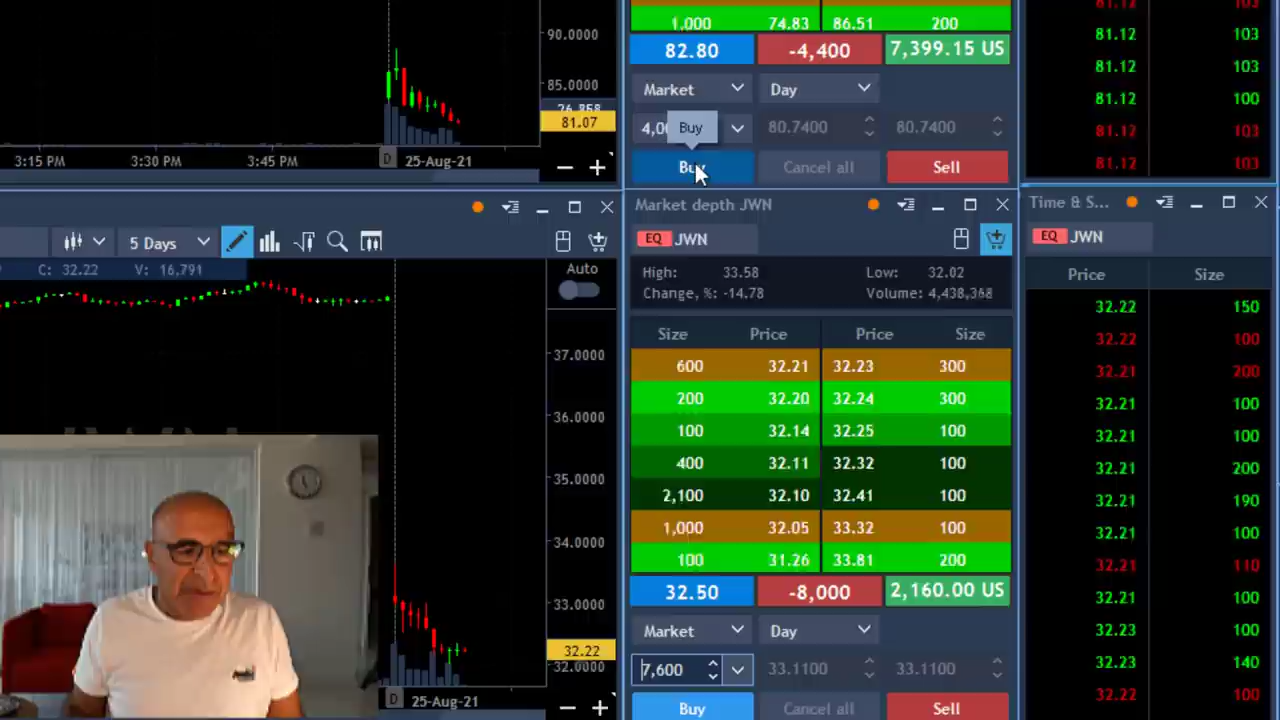 1,000 74.83 86.51 200
82.80 -4,400 7,399.15 US
Market Day
Buy 80.7400 80.7400
Buy Cancel all Sell
90.0000
85.0000
81.07
3:15 PM 3:30 PM 3:45 PM D 25-Aug-21
81.12 103
81.12 103
81.12 100
81.12 103
81.12 103
5 Days
C: 32.22 V: 16,791
Auto
37.0000
36.0000
35.0000
34.0000
33.0000
32.22
32.0000
D 25-Aug-21
Market depth JWN
EQ JWN
High: 33.58 Low: 32.02
Change, %: -14.78 Volume: 4,438,368
Size Price Price Size
600 32.21 32.23 300
200 32.20 32.24 300
100 32.14 32.25 100
400 32.11 32.32 100
2,100 32.10 32.41 100
1,000 32.05 33.32 100
100 31.26 33.81 200
32.50 -8,000 2,160.00 US
Market Day
7,600 33.1100 33.1100
Buy Cancel all Sell
Time & S...
EQ JWN
Price Size
32.22 150
32.22 100
32.21 200
32.21 100
32.21 100
32.21 200
32.21 190
32.21 100
32.21 110
32.21 100
32.23 100
32.23 140
32.22 100